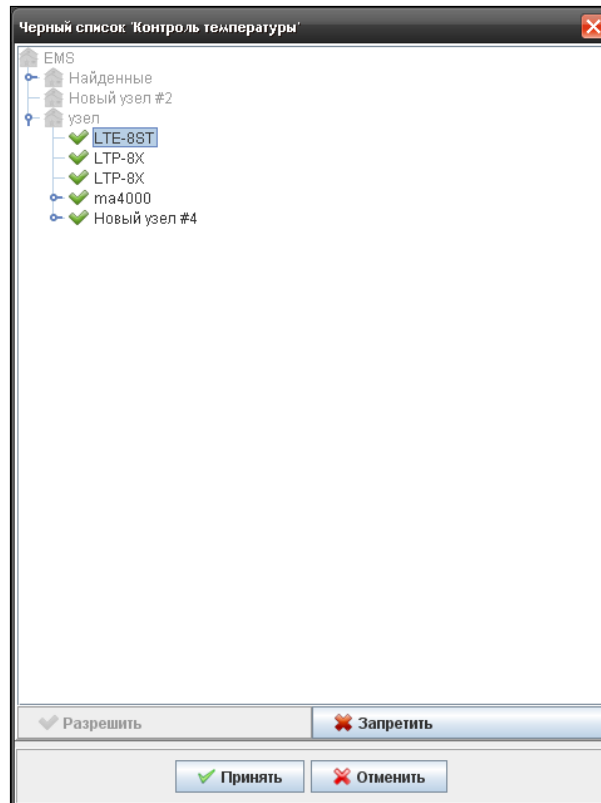 Черный список 'Контроль температуры'
EMS
Найденные
Новый узел #2
узел
LTE-8ST
LTP-8X
LTP-8X
ma4000
Новый узел #4
Разрешить
Запретить
Принять
Отменить